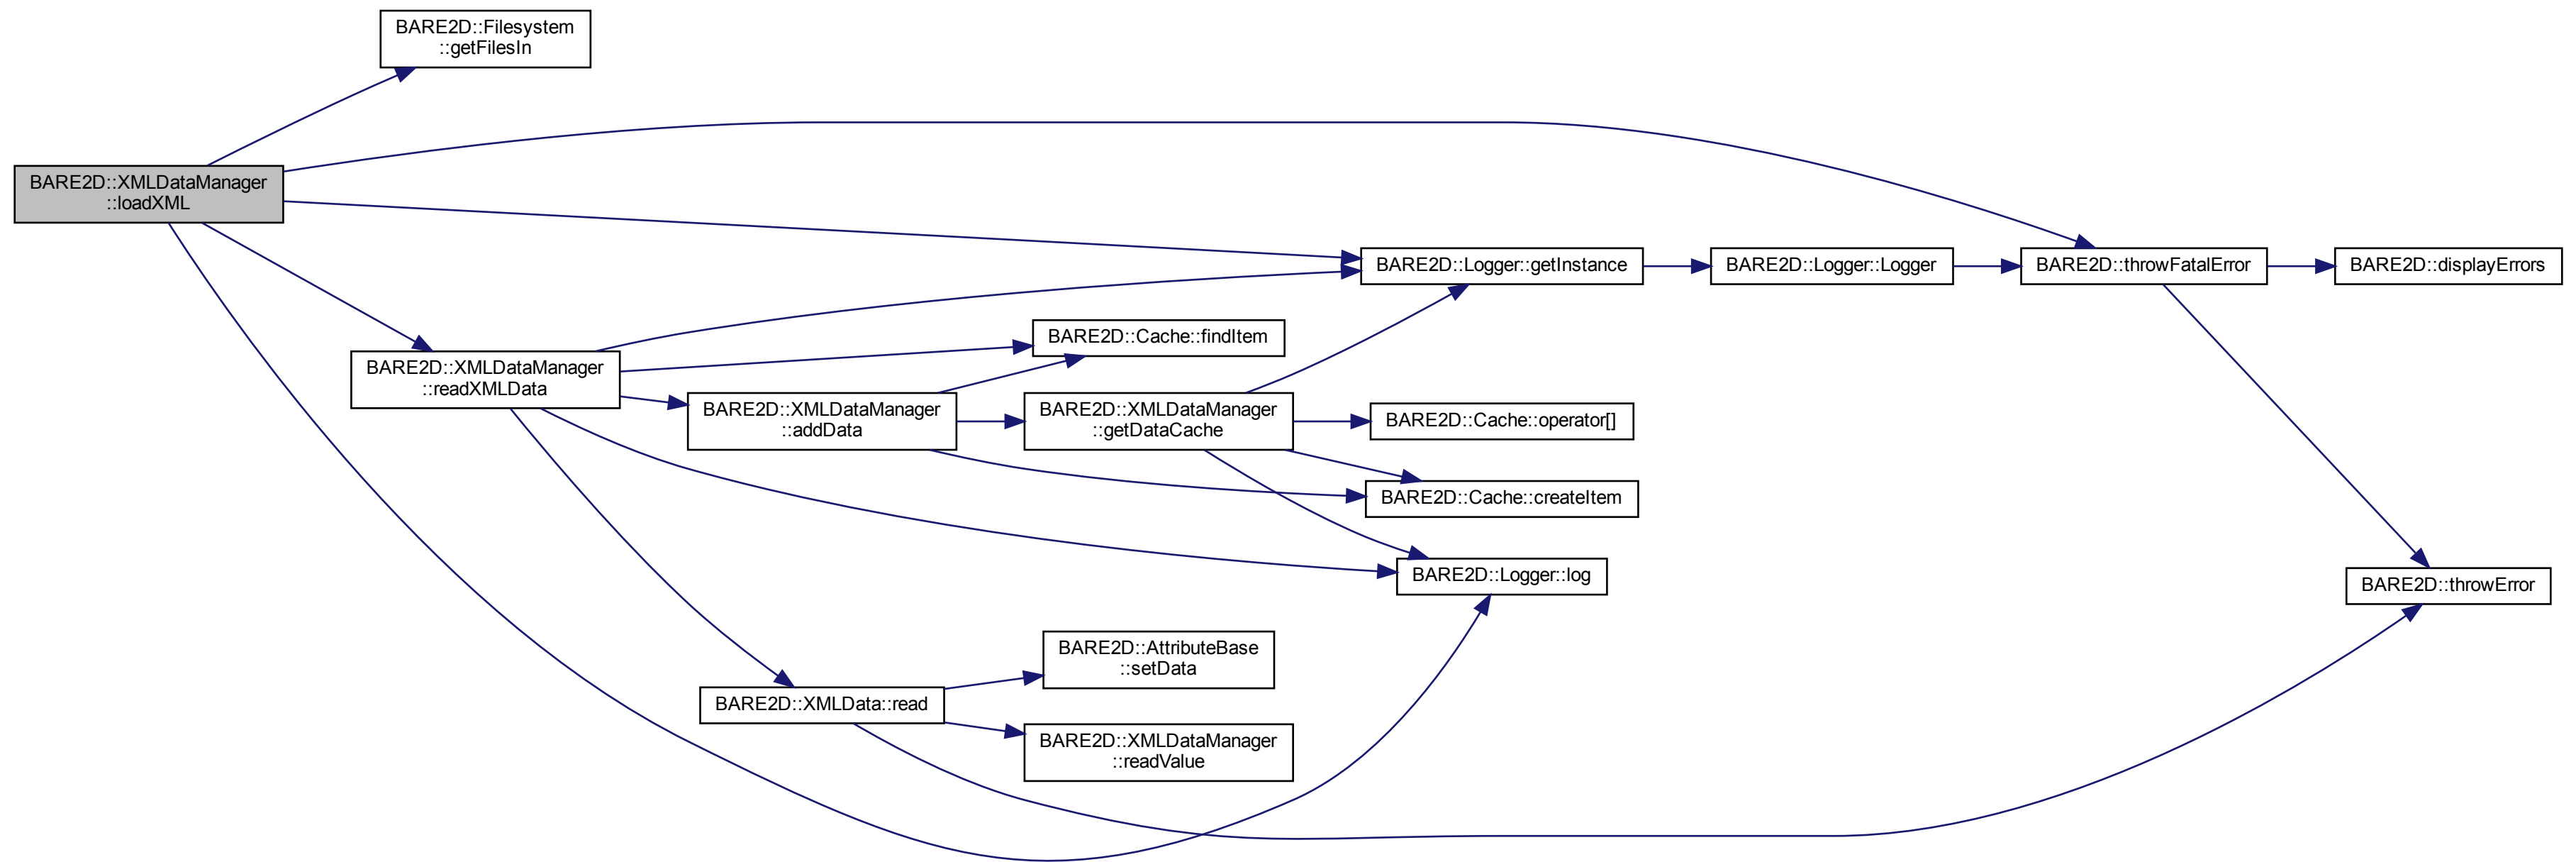 BARE2D::Filesystem
::getFilesIn
BARE2D::XMLDataManager
::loadXML
BARE2D::Logger::getInstance
BARE2D::Logger::Logger
BARE2D::throwFatalError
BARE2D::displayErrors
BARE2D::Cache::findItem
BARE2D::XMLDataManager
::readXMLData
BARE2D::XMLDataManager
::addData
BARE2D::XMLDataManager
::getDataCache
BARE2D::Cache::operator[]
BARE2D::Cache::createItem
BARE2D::Logger::log
BARE2D::throwError
BARE2D::AttributeBase
::setData
BARE2D::XMLData::read
BARE2D::XMLDataManager
::readValue